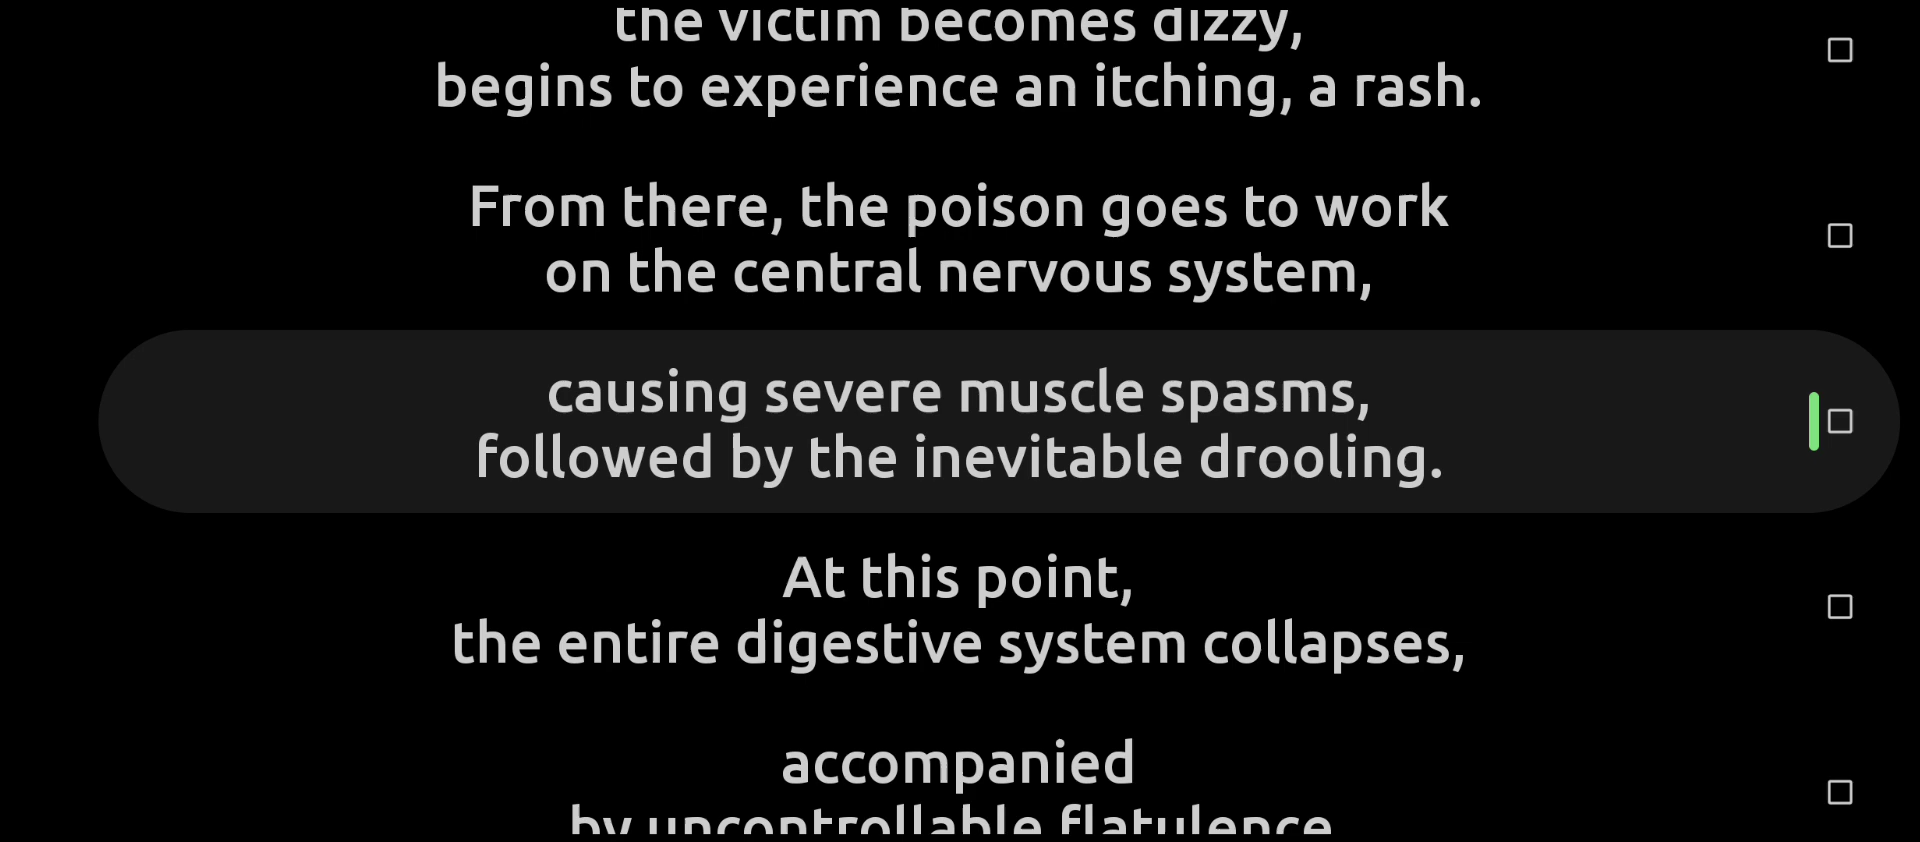 the victim becomes dizzy,
begins to experience an itching, a rash.
From there, the poison goes to work
on the central nervous system,
causing severe muscle spasms,
followed by the inevitable drooling.
At this point,
the entire digestive system collapses,
accompanied
by uncontrollable flatulence